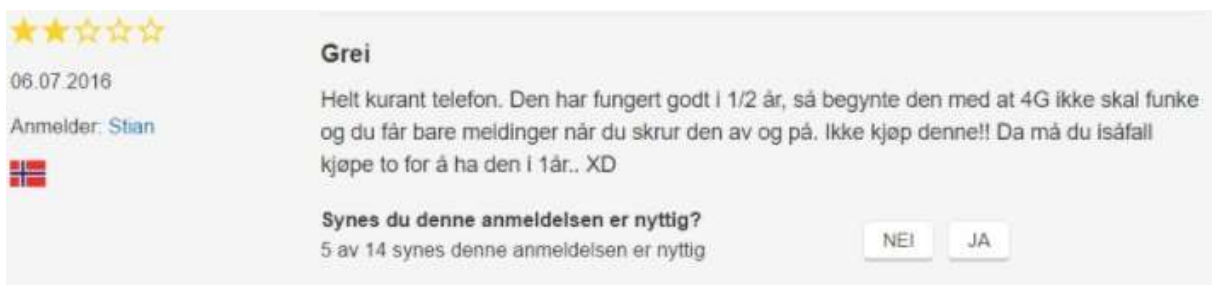 06.07.2016
Anmelder: Stian
Grei
Helt kurant telefon. Den har fungert godt i 1/2 år, så begynte den med at 4G ikke skal funke
og du får bare meldinger når du skrur den av og på. Ikke kjøp denne!! Da må du isåfall
kjøpe to for å ha den i 1år.. XD
Synes du denne anmeldelsen er nyttig?
5 av 14 synes denne anmeldelsen er nyttig
NEI JA